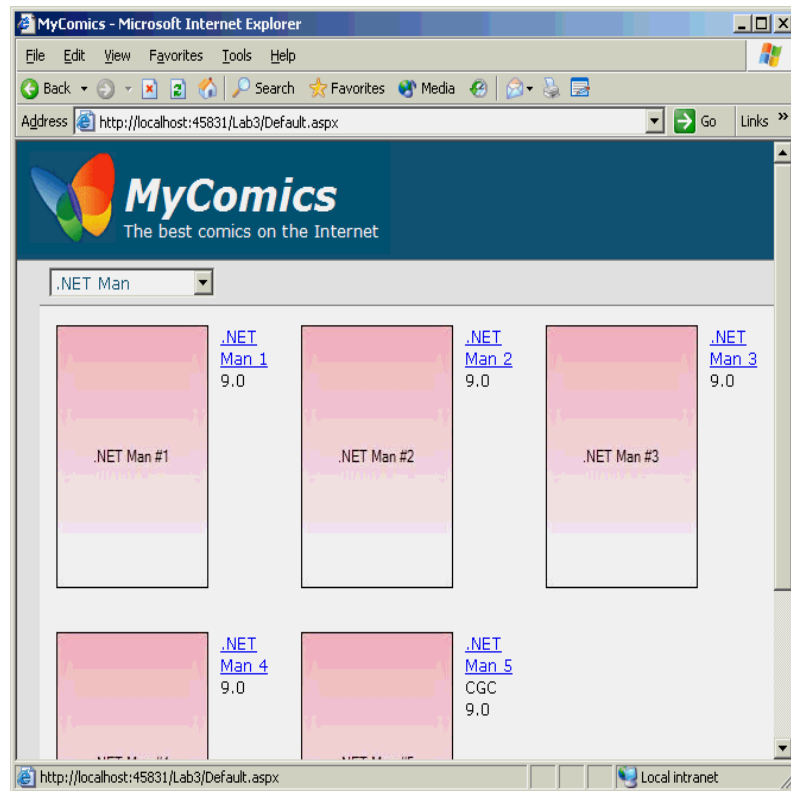 MyComics - Microsoft Internet Explorer
File Edit View Favorites Tools Help
Back Search Favorites Media
Address http://localhost:45831/Lab3/Default.aspx Go Links »
MyComics
The best comics on the Internet
.NET Man
.NET Man #1
.NET
Man 1
9.0
.NET Man #2
.NET
Man 2
9.0
.NET Man #3
.NET
Man 3
9.0
.NET
Man 4
9.0
.NET
Man 5
CGC
9.0
http://localhost:45831/Lab3/Default.aspx Local intranet